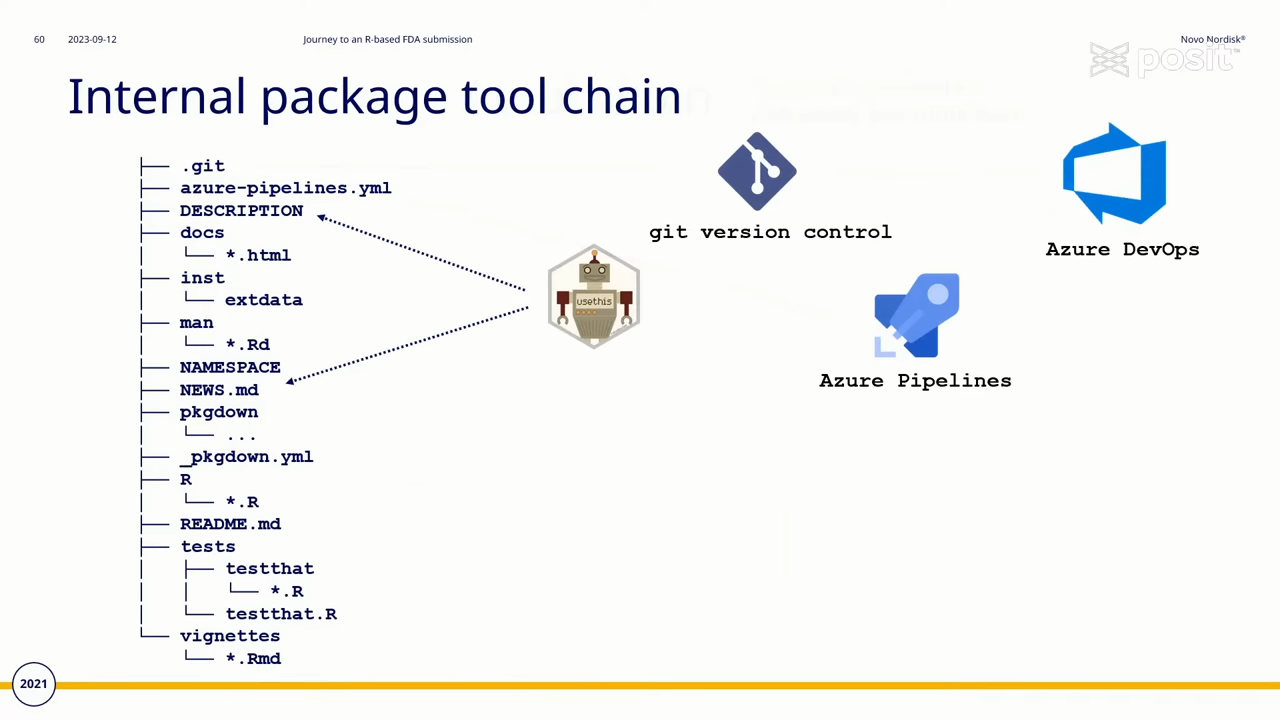 60 2023-09-12 Journey to an R-based FDA submission Novo Nordisk®
posit™
Internal package tool chain
├── .git
├── azure-pipelines.yml
├── DESCRIPTION
├── docs
│   └── *.html
├── inst
│   └── extdata
├── man
│   └── *.Rd
├── NAMESPACE
├── NEWS.md
├── pkgdown
│   └── ...
├── _pkgdown.yml
├── R
│   └── *.R
├── README.md
├── tests
│   ├── testthat
│   │   └── *.R
│   └── testthat.R
└── vignettes
    └── *.Rmd
usethis
git version control
Azure DevOps
Azure Pipelines
2021